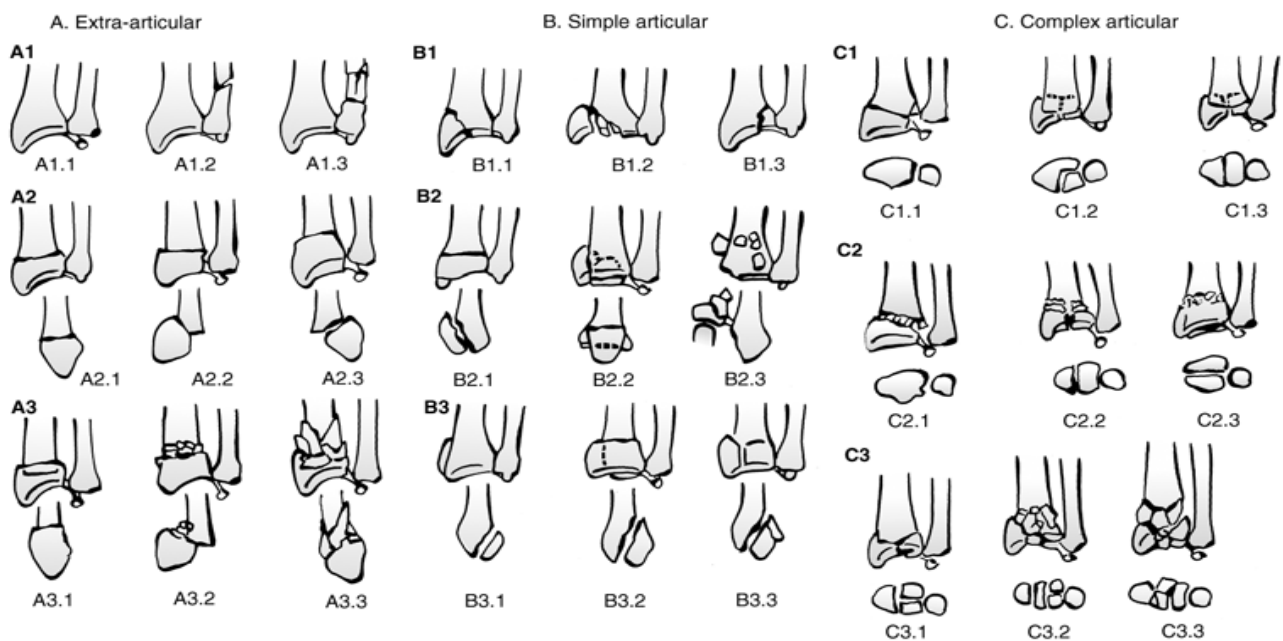 A. Extra-articular
B. Simple articular
C. Complex articular
A1
A1.1 A1.2 A1.3
A2
A2.1 A2.2 A2.3
A3
A3.1 A3.2 A3.3
B1
B1.1 B1.2 B1.3
B2
B2.1 B2.2 B2.3
B3
B3.1 B3.2 B3.3
C1
C1.1 C1.2 C1.3
C2
C2.1 C2.2 C2.3
C3
C3.1 C3.2 C3.3